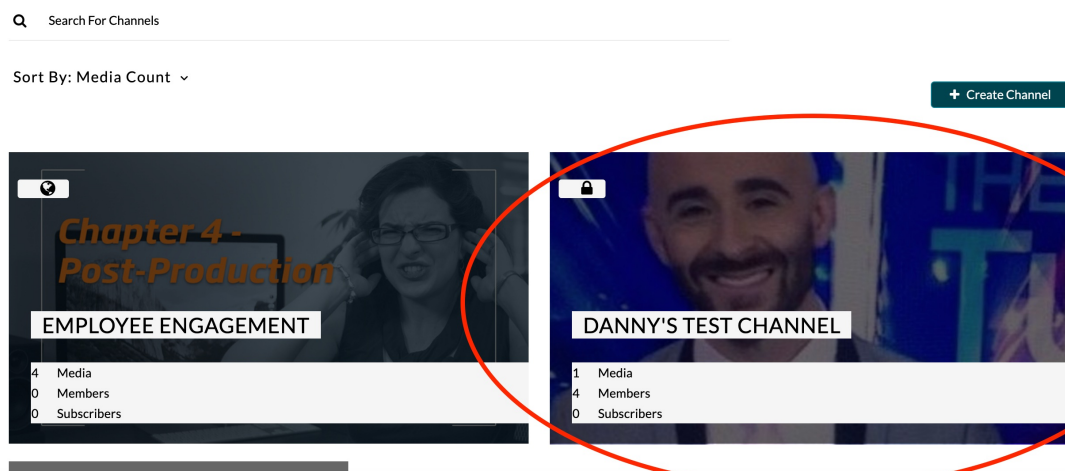 Search For Channels
Sort By: Media Count
+ Create Channel
Chapter 4 -
Post-Production
EMPLOYEE ENGAGEMENT
4 Media
0 Members
0 Subscribers
THE
DANNY'S TEST CHANNEL
1 Media
4 Members
0 Subscribers